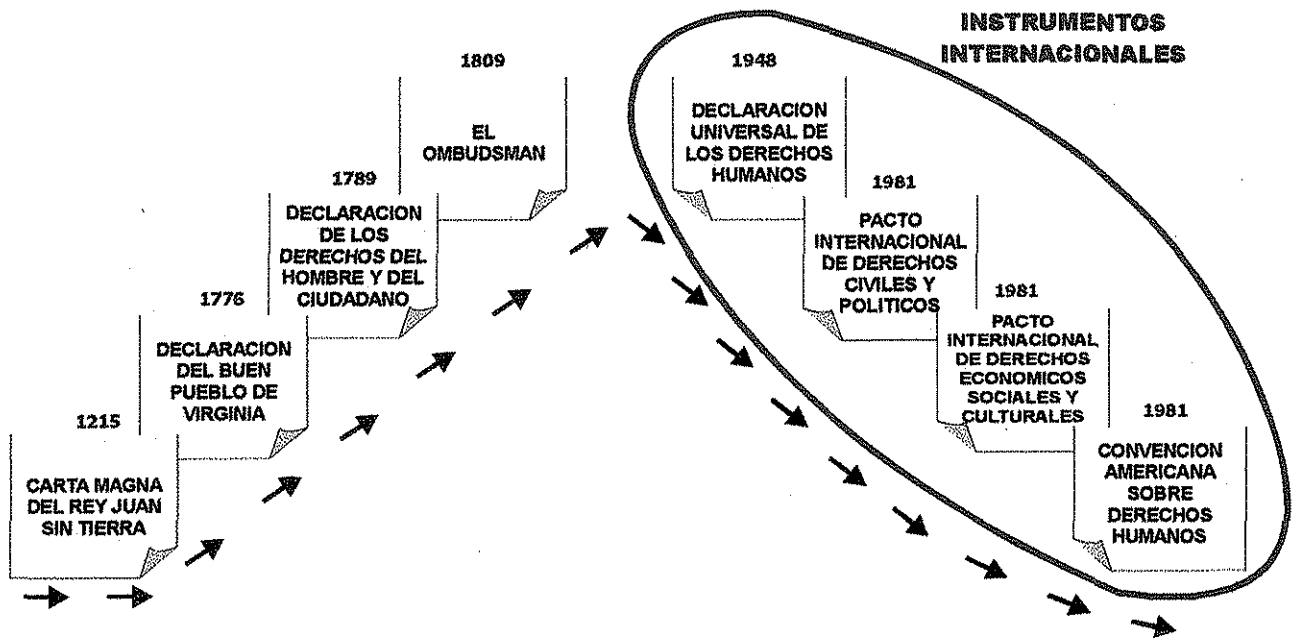 INSTRUMENTOS
INTERNACIONALES
1215
CARTA MAGNA
DEL REY JUAN
SIN TIERRA
1776
DECLARACION
DEL BUEN
PUEBLO DE
VIRGINIA
1789
DECLARACION
DE LOS
DERECHOS DEL
HOMBRE Y DEL
CIUDADANO
1809
EL
OMBUDSMAN
1948
DECLARACION
UNIVERSAL DE
LOS DERECHOS
HUMANOS
1981
PACTO
INTERNACIONAL
DE DERECHOS
CIVILES Y
POLITICOS
1981
PACTO
INTERNACIONAL
DE DERECHOS
ECONOMICOS
SOCIALES Y
CULTURALES
1981
CONVENCION
AMERICANA
SOBRE
DERECHOS
HUMANOS